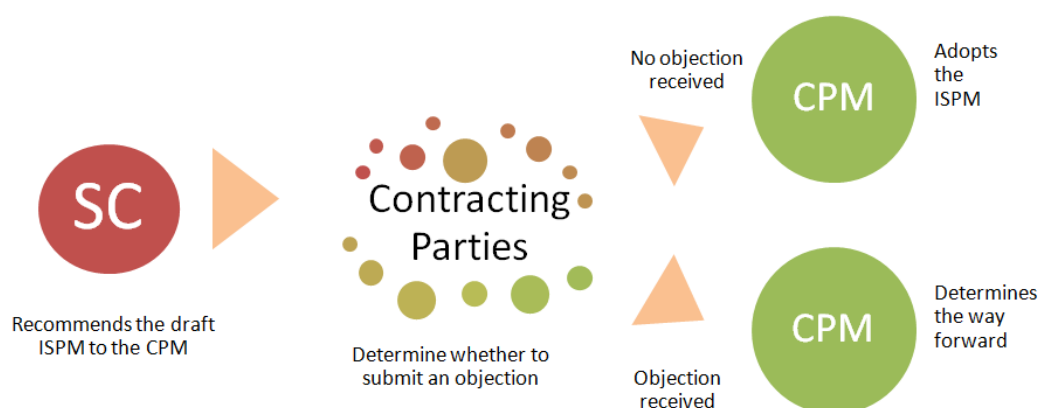 SC
Recommends the draft
ISPM to the CPM
Contracting
Parties
Determine whether to
submit an objection
No objection
received
CPM
Adopts
the
ISPM
Objection
received
CPM
Determines
the way
forward